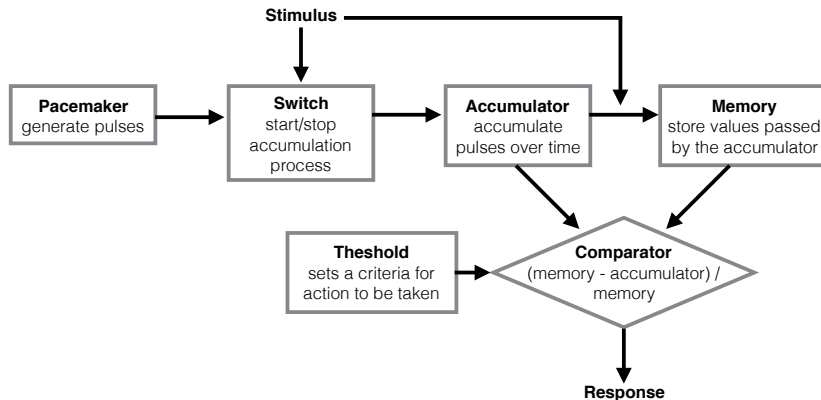 Stimulus
Pacemaker
generate pulses
Switch
start/stop
accumulation
process
Accumulator
accumulate
pulses over time
Memory
store values passed
by the accumulator
Theshold
sets a criteria for
action to be taken
Comparator
(memory - accumulator) /
memory
Response